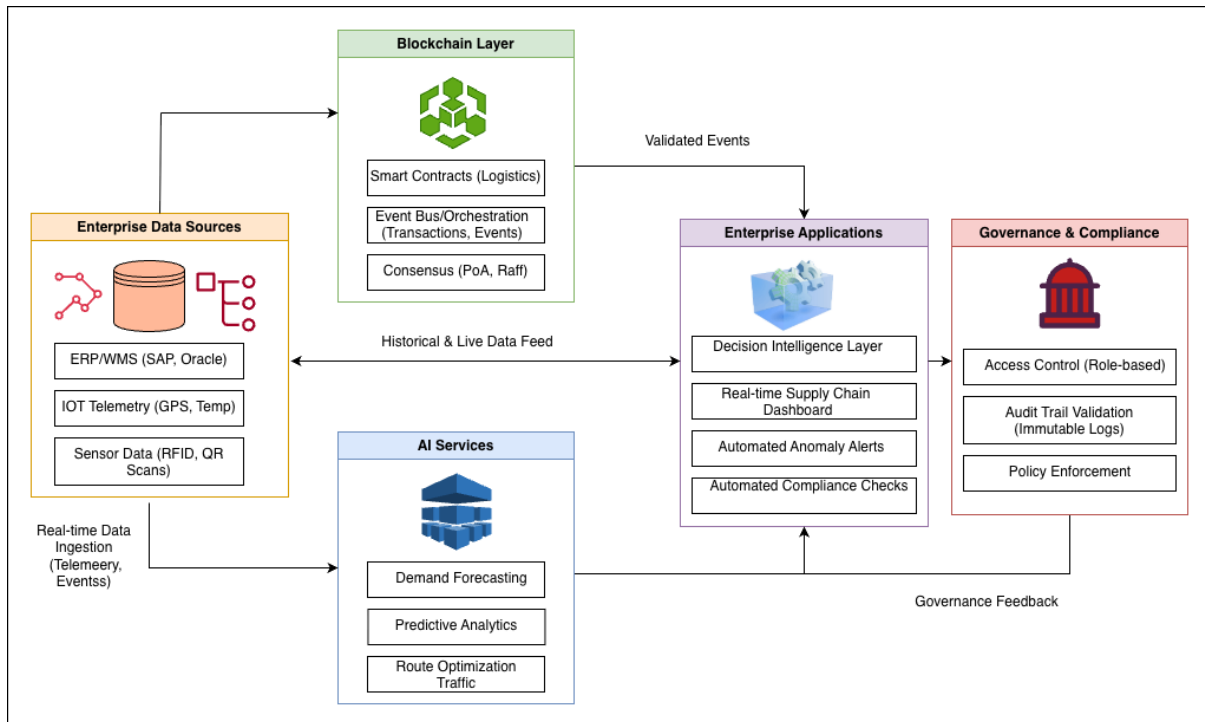 Blockchain Layer
Smart Contracts (Logistics)
Event Bus/Orchestration
(Transactions, Events)
Consensus (PoA, Raff)
Validated Events
Enterprise Data Sources
ERP/WMS (SAP, Oracle)
IOT Telemetry (GPS, Temp)
Sensor Data (RFID, QR
Scans)
Historical & Live Data Feed
Enterprise Applications
Decision Intelligence Layer
Real-time Supply Chain
Dashboard
Automated Anomaly Alerts
Automated Compliance Checks
Governance & Compliance
Access Control (Role-based)
Audit Trail Validation
(Immutable Logs)
Policy Enforcement
Real-time Data
Ingestion
(Telemeery,
Eventss)
AI Services
Demand Forecasting
Predictive Analytics
Route Optimization
Traffic
Governance Feedback